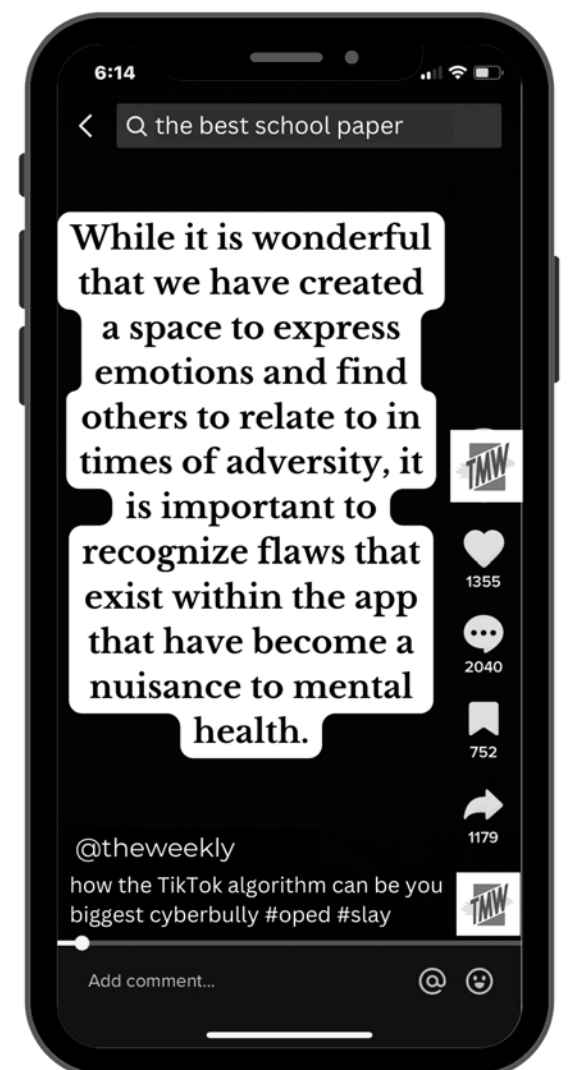 6:14
the best school paper
While it is wonderful
that we have created
a space to express
emotions and find
others to relate to in
times of adversity, it
is important to
recognize flaws that
exist within the app
that have become a
nuisance to mental
health.
TMW
1355
2040
752
1179
@theweekly
how the TikTok algorithm can be you
biggest cyberbully #oped #slay
TMW
Add comment...